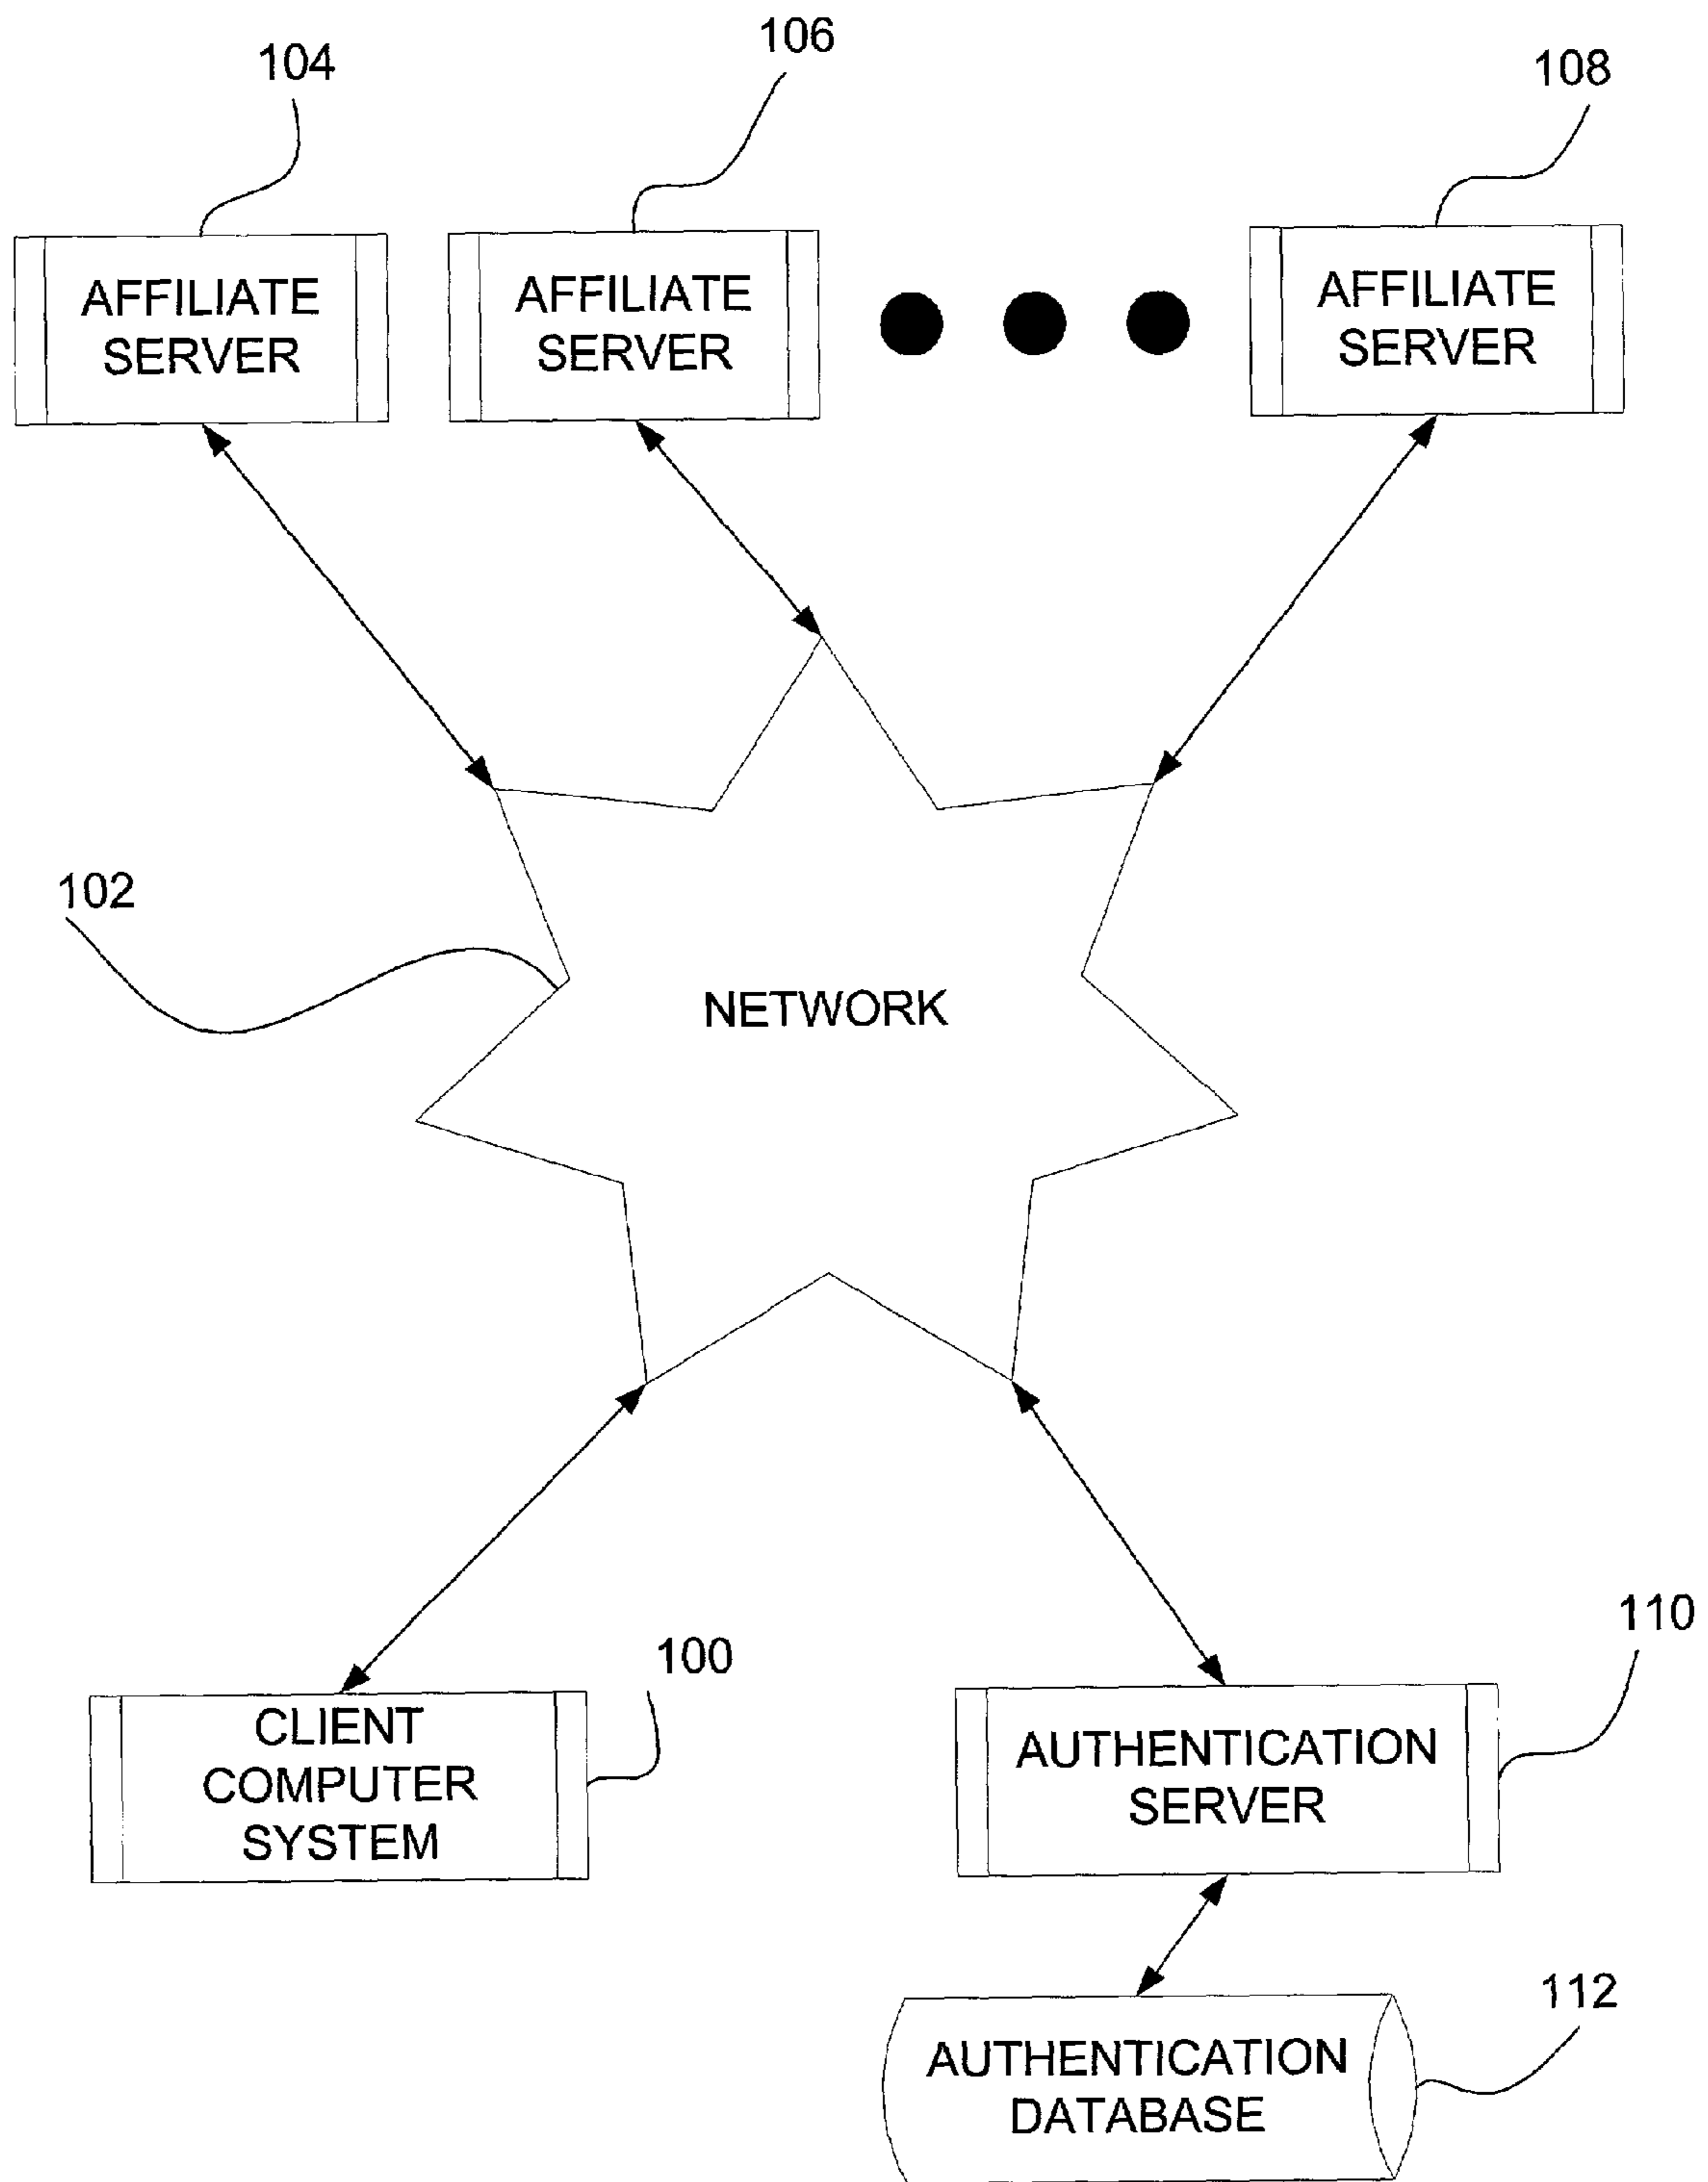 104
106
108
AFFILIATE
SERVER
AFFILIATE
SERVER
AFFILIATE
SERVER
102
NETWORK
100
110
CLIENT
COMPUTER
SYSTEM
AUTHENTICATION
SERVER
112
AUTHENTICATION
DATABASE